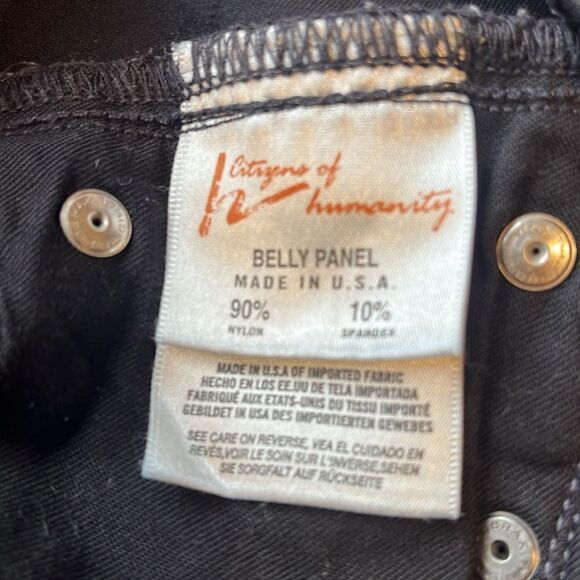 Citizens of
humanity
BELLY PANEL
MADE IN U.S.A.
90% 10%
NYLON SPANDEX
MADE IN U.S.A OF IMPORTED FABRIC
HECHO EN LOS EE.UU DE TELA IMPORTADA
FABRIQUÉ AUX ETATS-UNIS DU TISSU IMPORTÉ
GEBILDET IN USA DES IMPORTIERTEN GEWEBES
SEE CARE ON REVERSE, VEA EL CUIDADO EN
REVÉS,VOIR LE SOIN SUR L'INVERSE,SEHEN
SIE SORGFALT AUF RÜCKSEITE